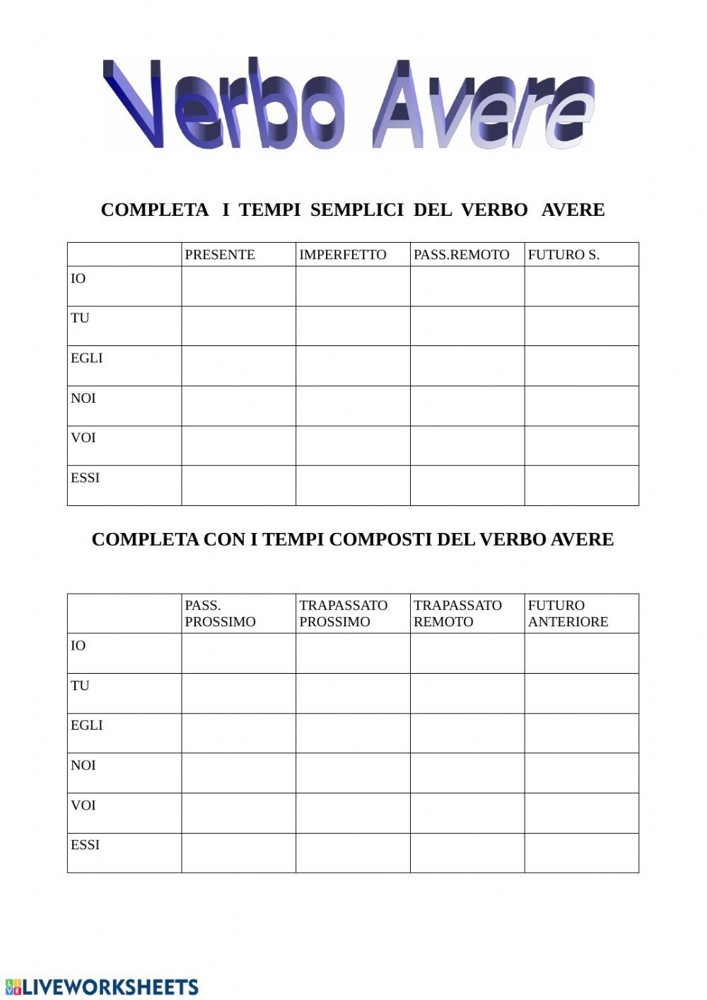 Verbo Avere
COMPLETA I TEMPI SEMPLICI DEL VERBO AVERE
PRESENTE IMPERFETTO PASS.REMOTO FUTURO S.
IO
TU
EGLI
NOI
VOI
ESSI
COMPLETA CON I TEMPI COMPOSTI DEL VERBO AVERE
PASS. TRAPASSATO TRAPASSATO FUTURO
PROSSIMO PROSSIMO REMOTO ANTERIORE
IO
TU
EGLI
NOI
VOI
ESSI
LIVE LIVEWORKSHEETS